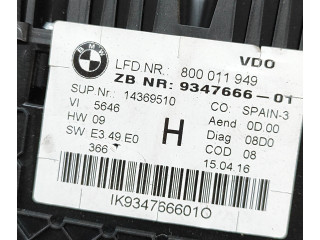 BMW
VDO
LFD.NR.: 800 011 949
ZB NR: 9347666-01
SUP.Nr.: 14369510 CO: SPAIN-3
VI 5646 Aend 0D.00
HW 09 H Diag 08D0
SW E3.49 E0 COD 08
366 15.04.16
IK9347666010